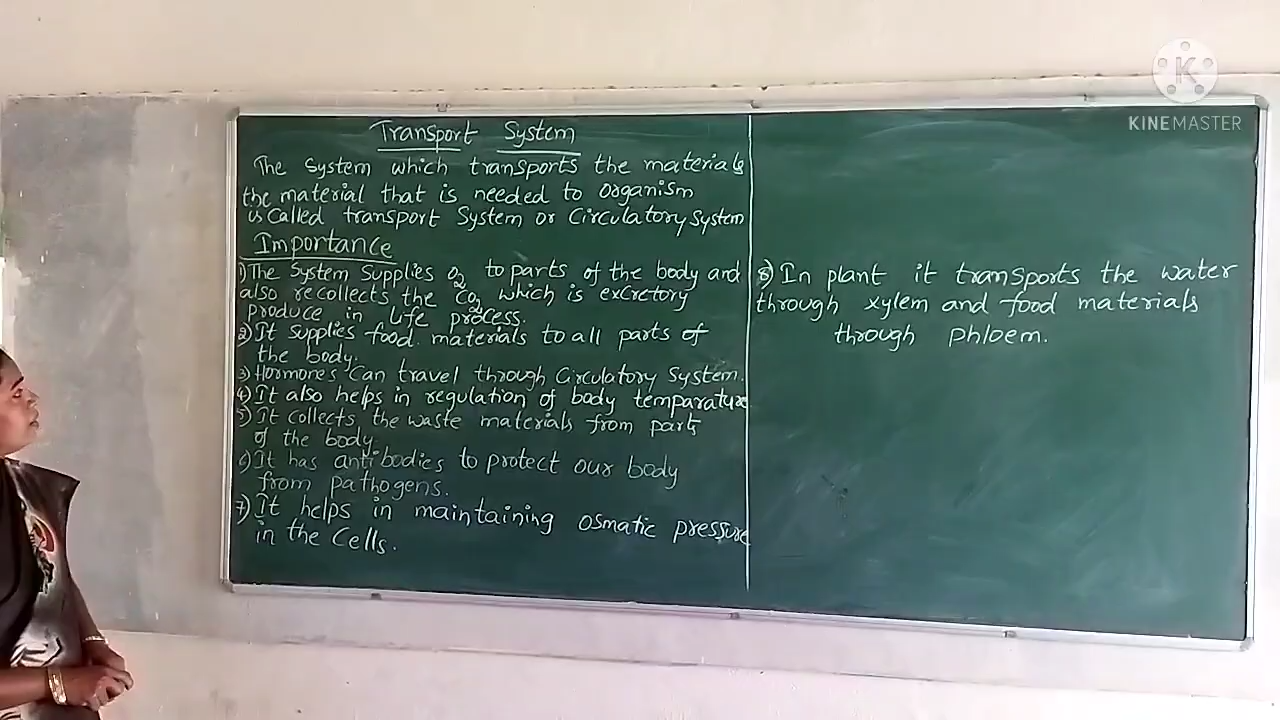 Transport System
The System which transports the materials
the material that is needed to organism
is called transport System or Circulatory System
Importance
1) The System Supplies O2 to parts of the body and
also recollects the CO2 which is excretory
produce in life process.
2) It supplies food. materials to all parts of
the body.
3) Hormones Can travel through Circulatory System.
4) It also helps in regulation of body temparature
5) It collects the waste materials from parts
of the body.
6) It has antibodies to protect our body
from pathogens.
7) It helps in maintaining osmatic pressure
in the Cells.
8) In plant it transports the water
through xylem and food materials
through phloem.
K
KINEMASTER